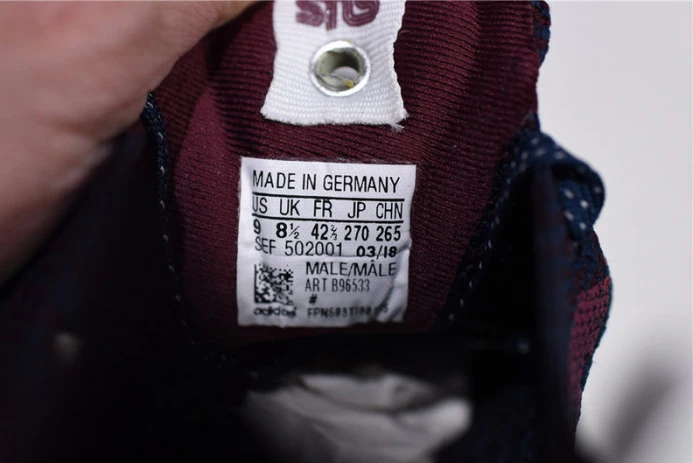 MADE IN GERMANY
US UK FR JP CHN
9 8½ 42⅔ 270 265
SEF 502001 03/18
MALE/MÂLE
ART B96533
#
adidas